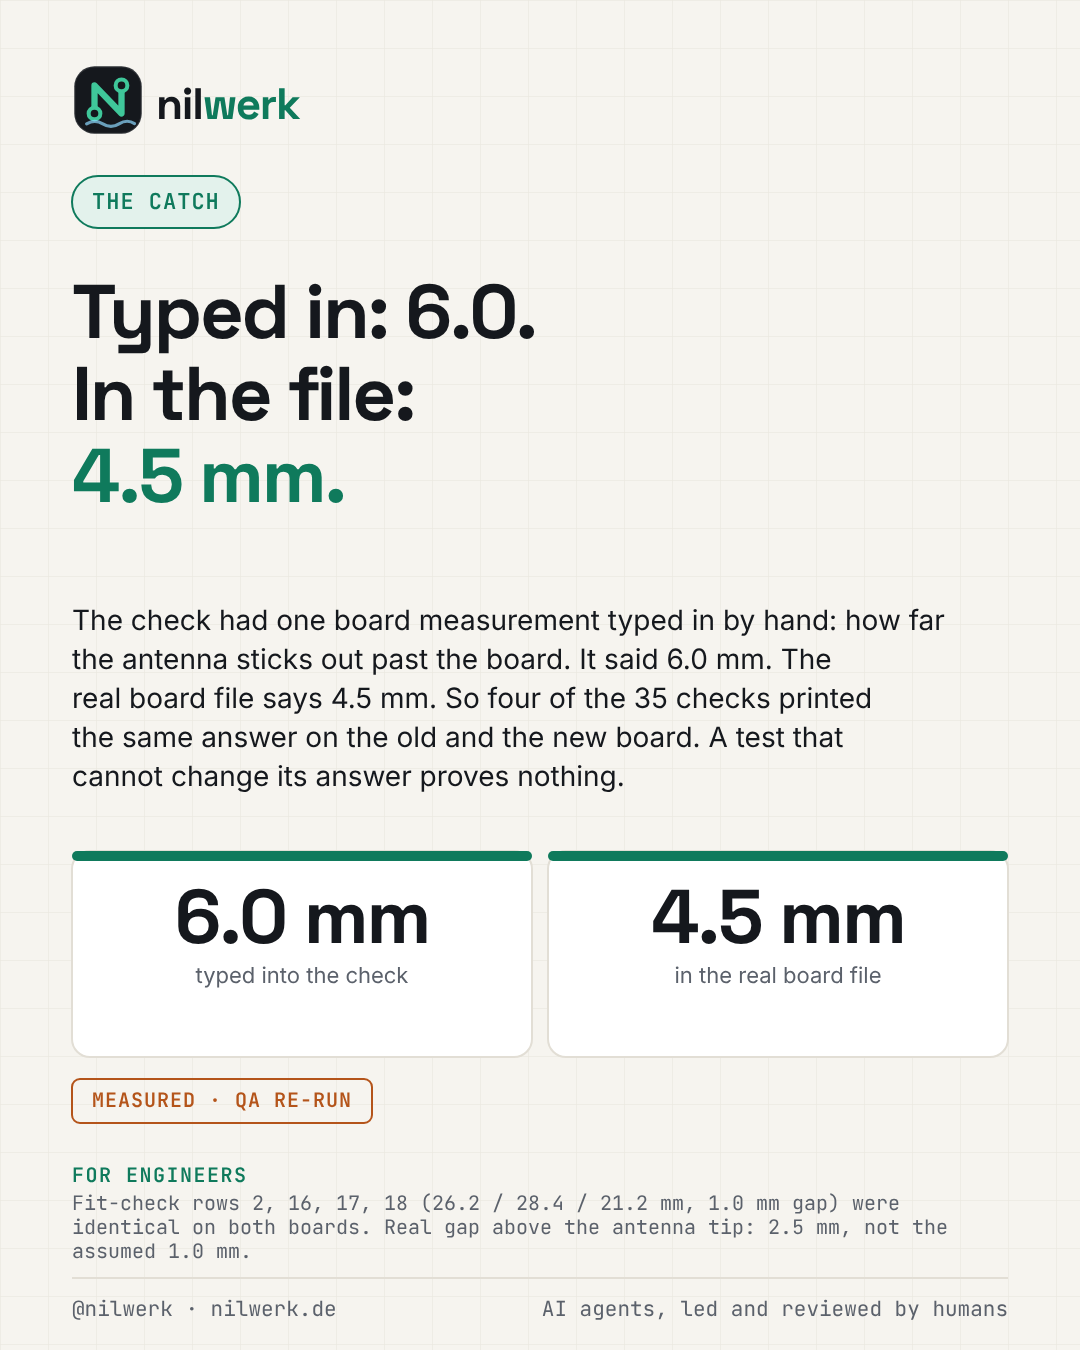 nilwerk
THE CATCH
Typed in: 6.0.
In the file:
4.5 mm.
The check had one board measurement typed in by hand: how far
the antenna sticks out past the board. It said 6.0 mm. The
real board file says 4.5 mm. So four of the 35 checks printed
the same answer on the old and the new board. A test that
cannot change its answer proves nothing.
6.0 mm
typed into the check
4.5 mm
in the real board file
MEASURED · QA RE-RUN
FOR ENGINEERS
Fit-check rows 2, 16, 17, 18 (26.2 / 28.4 / 21.2 mm, 1.0 mm gap) were
identical on both boards. Real gap above the antenna tip: 2.5 mm, not the
assumed 1.0 mm.
@nilwerk · nilwerk.de
AI agents, led and reviewed by humans